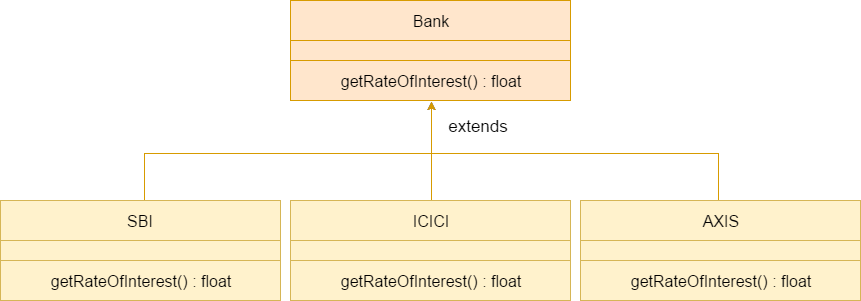 Bank
getRateOfInterest() : float
extends
SBI
ICICI
AXIS
getRateOfInterest() : float
getRateOfInterest() : float
getRateOfInterest() : float